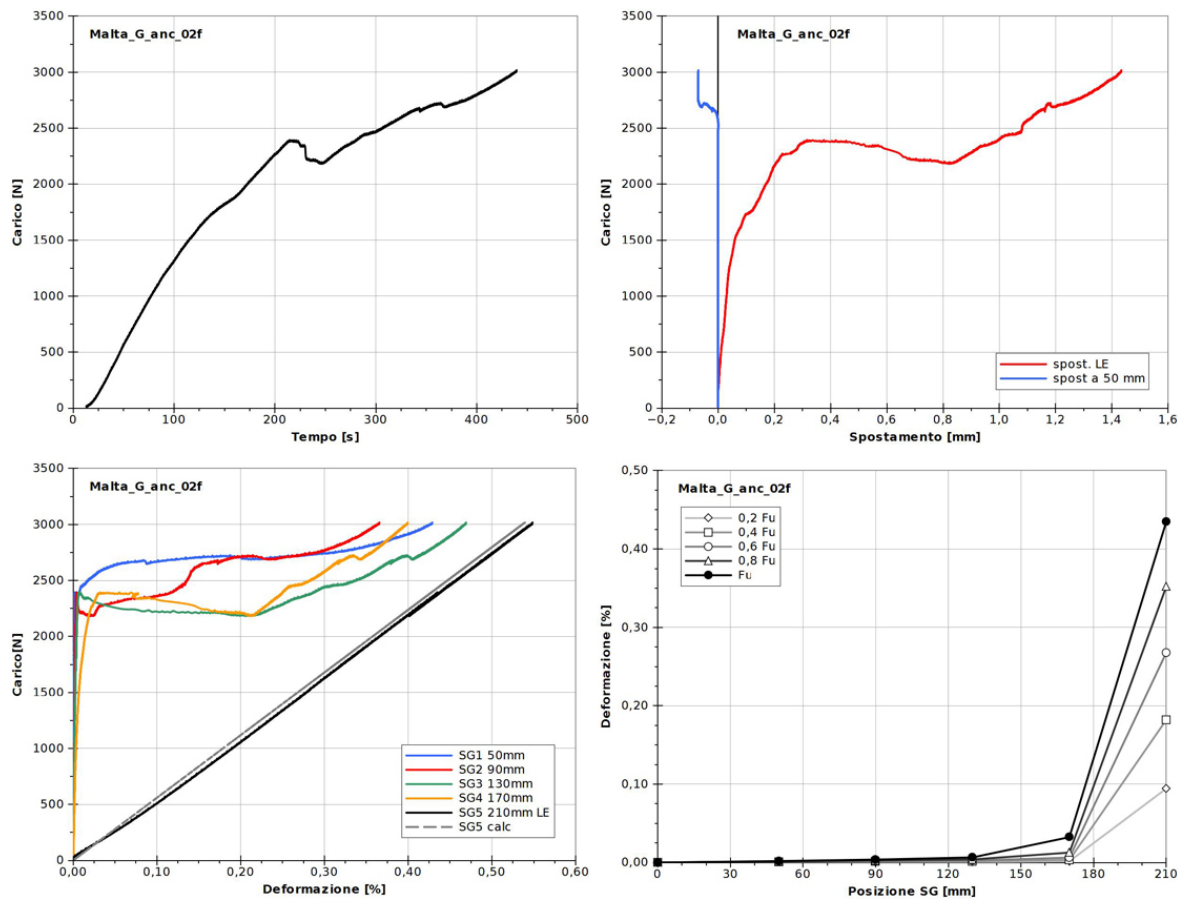 Malta_G_anc_02f
3500
3000
2500
2000
1500
1000
500
0
Carico [N]
0
100
200
300
400
500
Tempo [s]
Malta_G_anc_02f
3500
3000
2500
2000
1500
1000
500
0
Carico [N]
spost. LE
spost a 50 mm
−0,2
0,0
0,2
0,4
0,6
0,8
1,0
1,2
1,4
1,6
Spostamento [mm]
Malta_G_anc_02f
3500
3000
2500
2000
1500
1000
500
0
Carico[N]
SG1 50mm
SG2 90mm
SG3 130mm
SG4 170mm
SG5 210mm LE
SG5 calc
0,00
0,10
0,20
0,30
0,40
0,50
0,60
Deformazione [%]
Malta_G_anc_02f
0,2 Fu
0,4 Fu
0,6 Fu
0,8 Fu
Fu
0,50
0,40
0,30
0,20
0,10
0,00
Deformazione [%]
0
30
60
90
120
150
180
210
Posizione SG [mm]